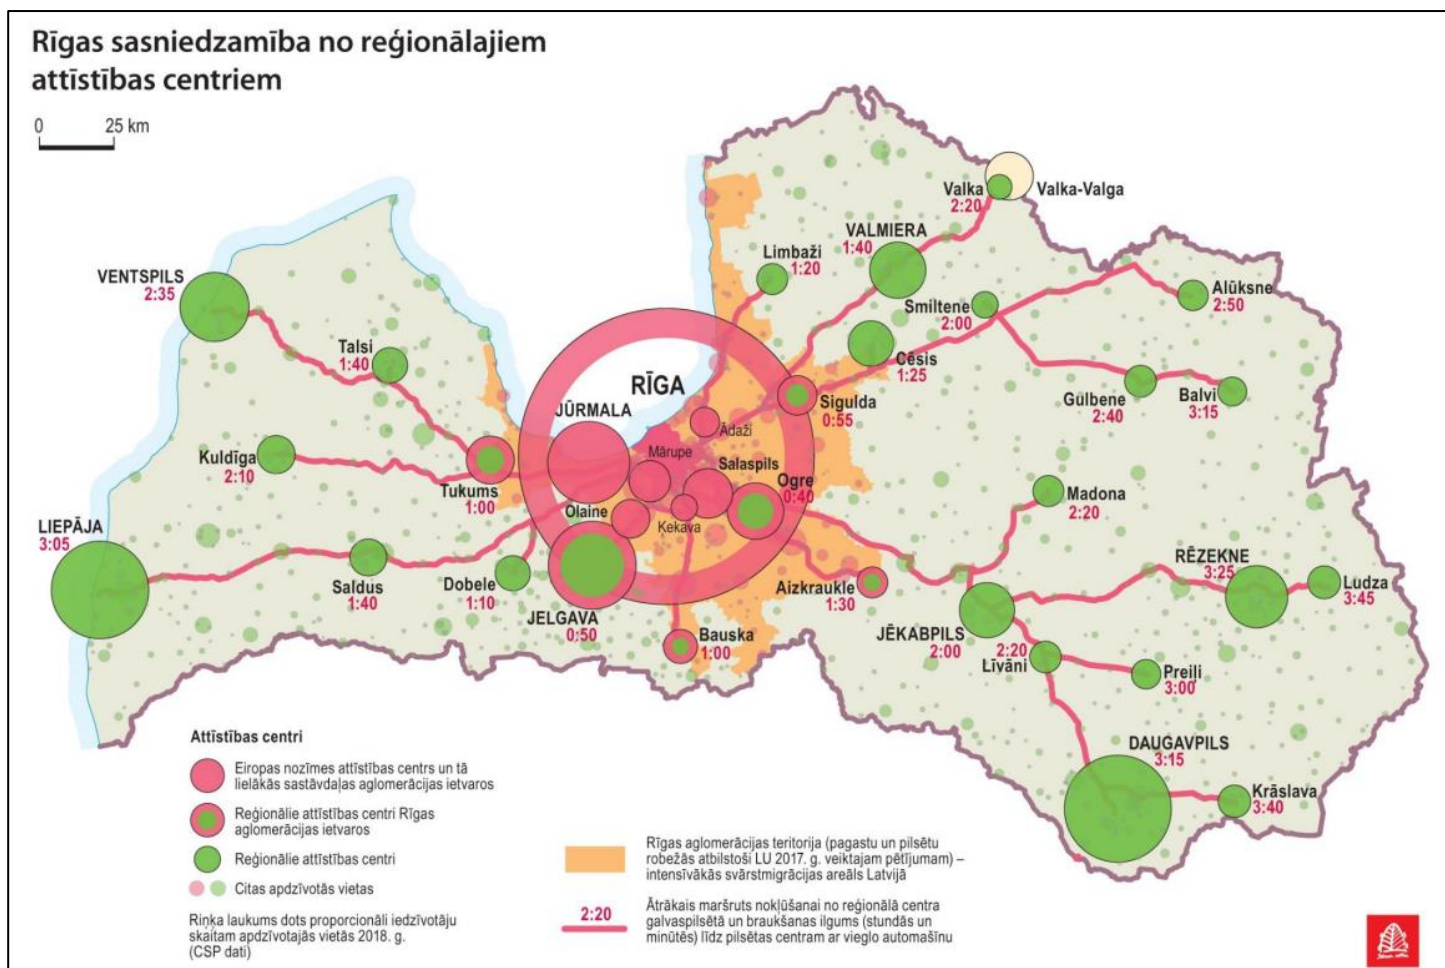 Rīgas sasniedzamība no reģionālajiem
attīstības centriem
0 25 km
Valka
2:20
Valka-Valga
VALMIERA
1:40
Limbaži
1:20
VENTSPILS
2:35
Smiltene
2:00
Alūksne
2:50
Talsi
1:40
Cēsis
1:25
RĪGA
JŪRMALA
Sigulda
0:55
Gulbene
2:40
Balvi
3:15
Ādaži
Mārupe
Salaspils
Kuldīga
2:10
Tukums
1:00
Ogre
0:40
Madona
2:20
Olaine
Ķekava
LIEPĀJA
3:05
RĒZEKNE
3:25
Ludza
3:45
Saldus
1:40
Dobele
1:10
Aizkraukle
1:30
JELGAVA
0:50
JĒKABPILS
2:00
Bauska
1:00
2:20
Līvāni
Preiļi
3:00
DAUGAVPILS
3:15
Krāslava
3:40
Attīstības centri
Eiropas nozīmes attīstības centrs un tā
lielākās sastāvdaļas aglomerācijas ietvaros
Reģionālie attīstības centri Rīgas
aglomerācijas ietvaros
Reģionālie attīstības centri
Citas apdzīvotās vietas
Riņķa laukums dots proporcionāli iedzīvotāju
skaitam apdzīvotajās vietās 2018. g.
(CSP dati)
Rīgas aglomerācijas teritorija (pagastu un pilsētu
robežās atbilstoši LU 2017. g. veiktajam pētījumam) –
intensīvākās svārstmigrācijas areāls Latvijā
2:20
Ātrākais maršruts nokļūšanai no reģionālā centra
galvaspilsētā un braukšanas ilgums (stundās un
minūtēs) līdz pilsētas centram ar vieglo automašīnu